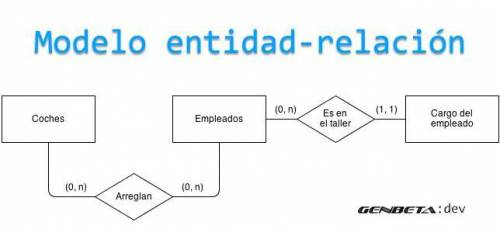 Modelo entidad-relación
Coches
Empleados
(0, n)
Es en
el taller
(1, 1)
Cargo del
empleado
(0, n)
Arreglan
(0, n)
GENBETA:dev